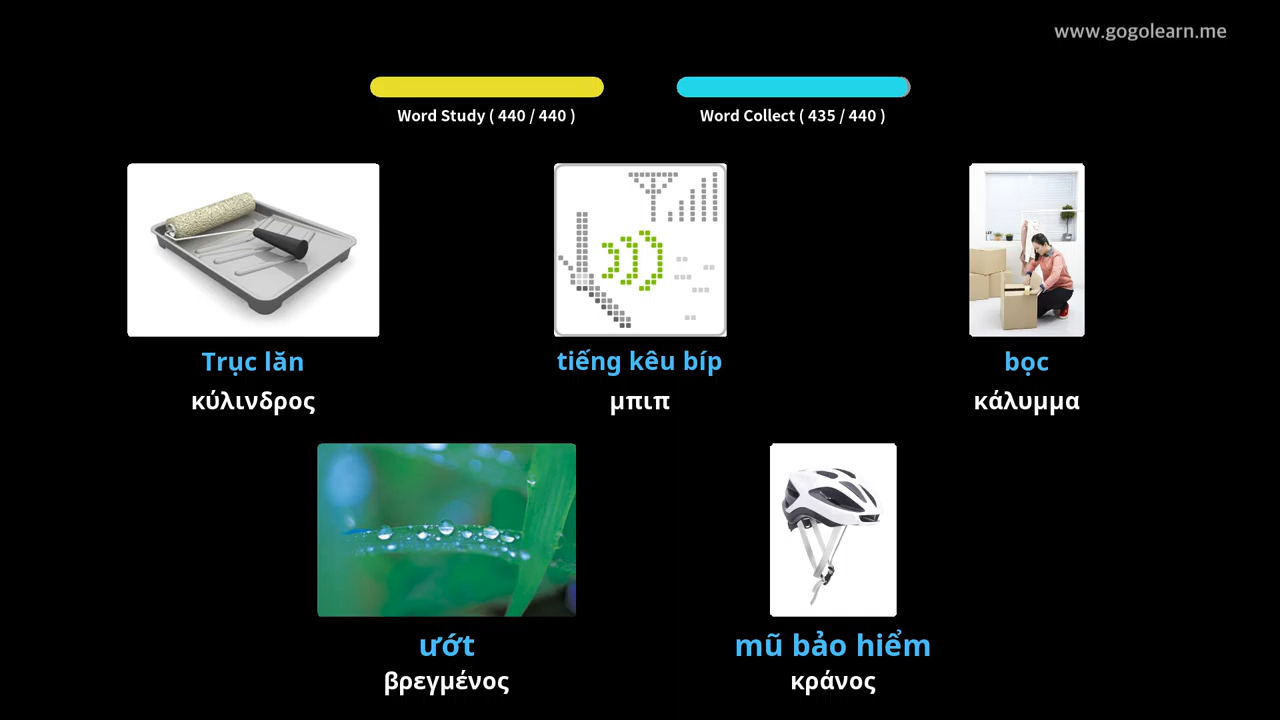 www.gogolearn.me
Word Study ( 440 / 440 )
Word Collect ( 435 / 440 )
Trục lăn
tiếng kêu bíp
bọc
κύλινδρος
μπιπ
κάλυμμα
ướt
mũ bảo hiểm
βρεγμένος
κράνος